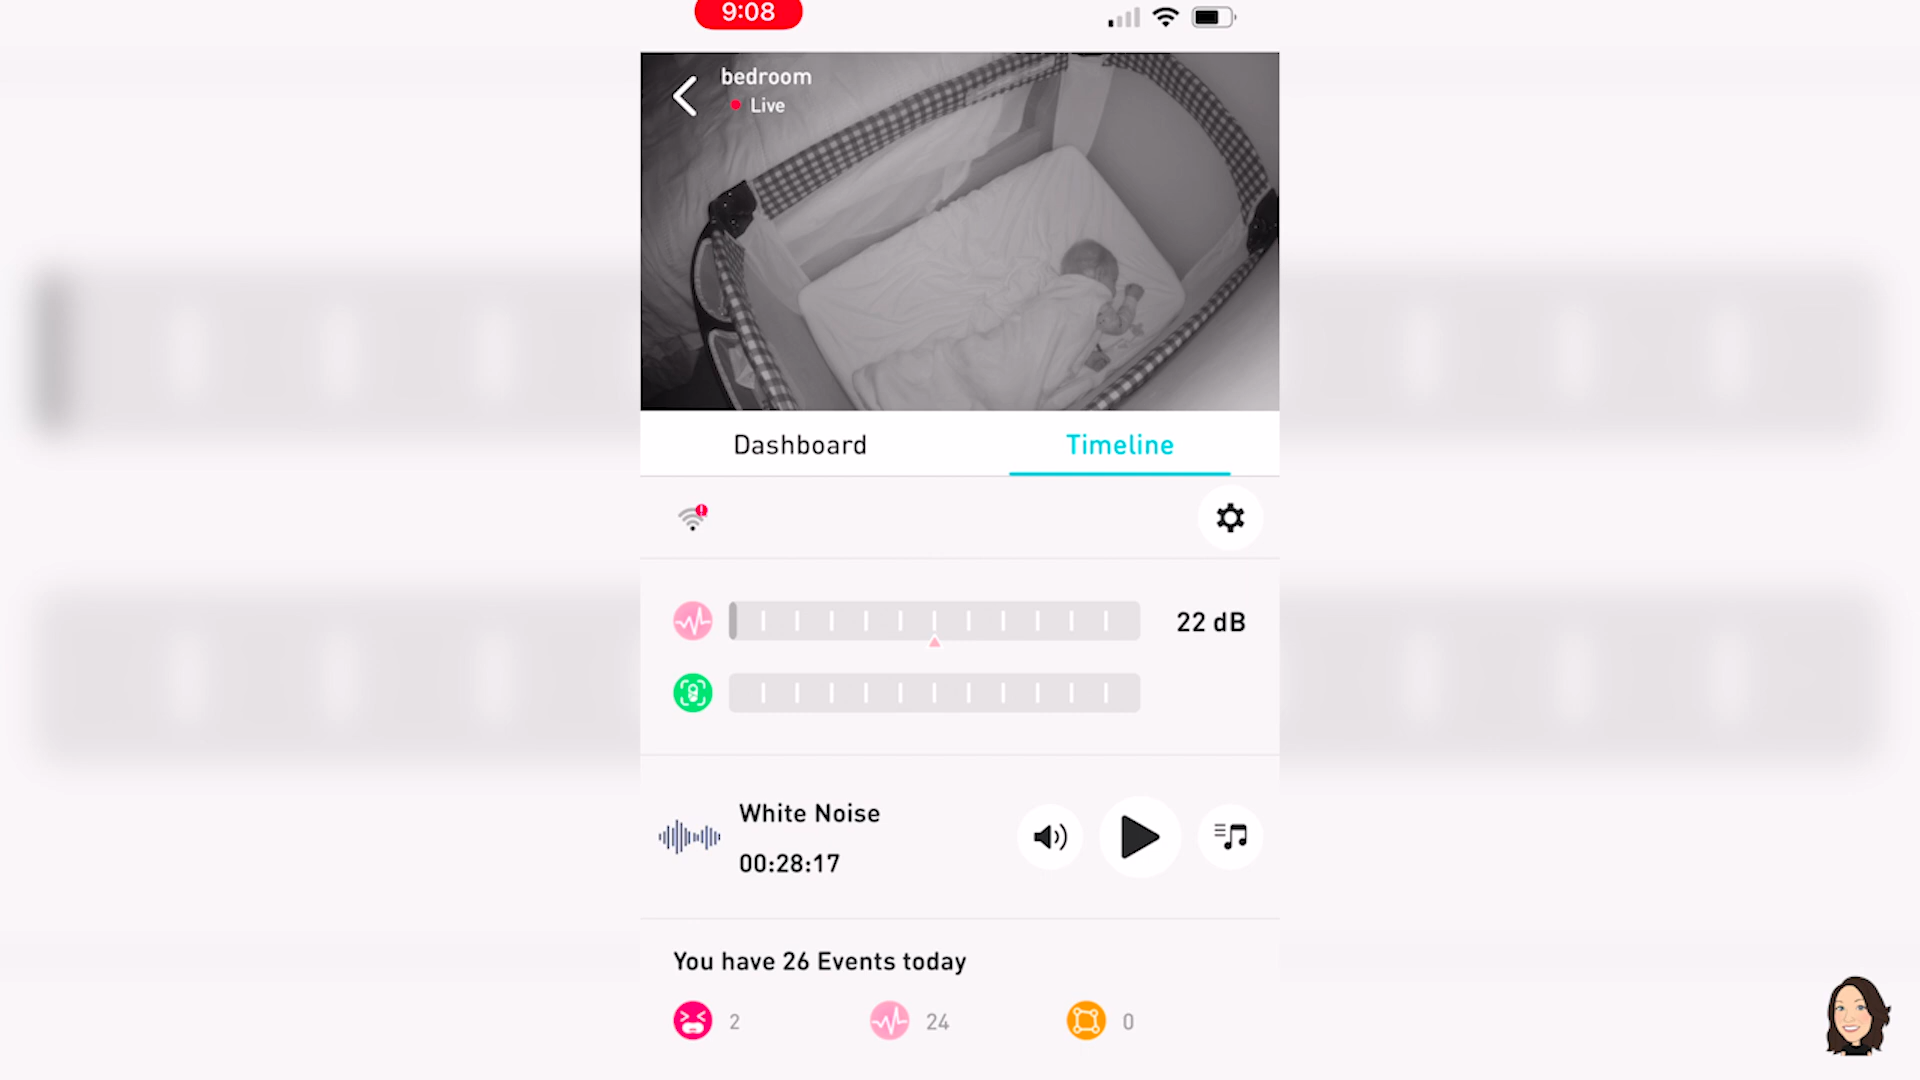 9:08
bedroom
Live
Dashboard
Timeline
22 dB
White Noise
00:28:17
You have 26 Events today
2
24
0